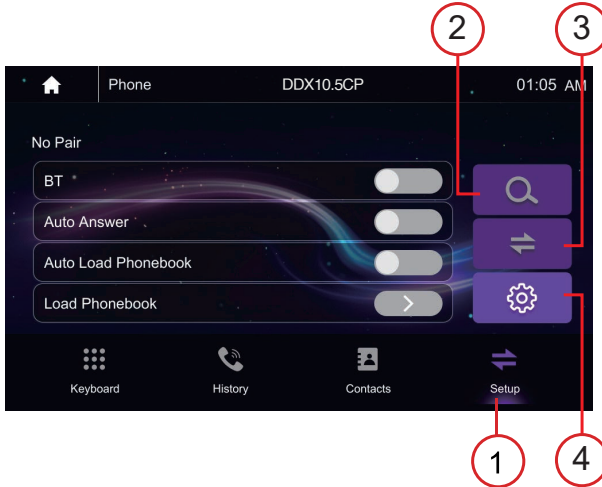 2
3
Phone DDX10.5CP 01:05 AM
No Pair
BT
Auto Answer
Auto Load Phonebook
Load Phonebook
Keyboard History Contacts Setup
1
4